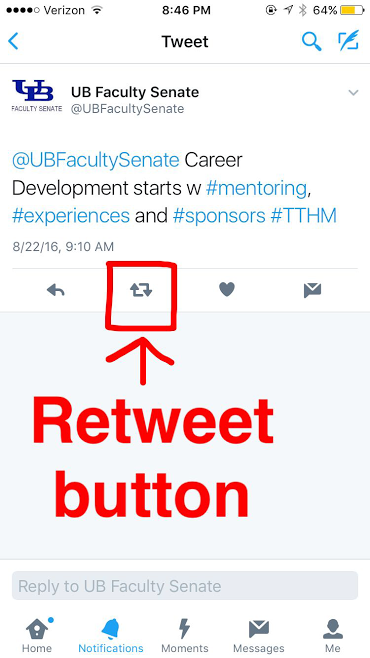 Verizon 8:46 PM 64%
Tweet
UB
FACULTY SENATE
UB Faculty Senate
@UBFacultySenate
@UBFacultySenate Career
Development starts w #mentoring,
#experiences and #sponsors #TTHM
8/22/16, 9:10 AM
Retweet
button
Reply to UB Faculty Senate
Home Notifications Moments Messages Me